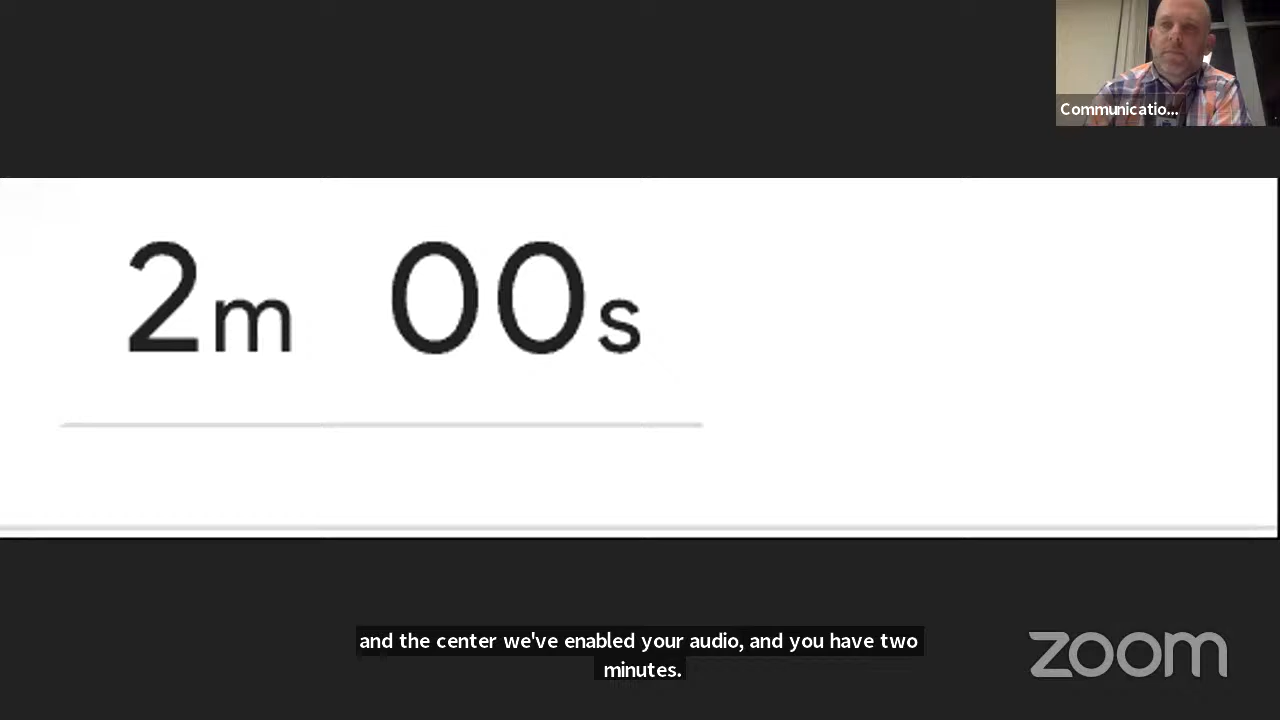 Communicatio...
2m 00s
and the center we've enabled your audio, and you have two
minutes.
zoom